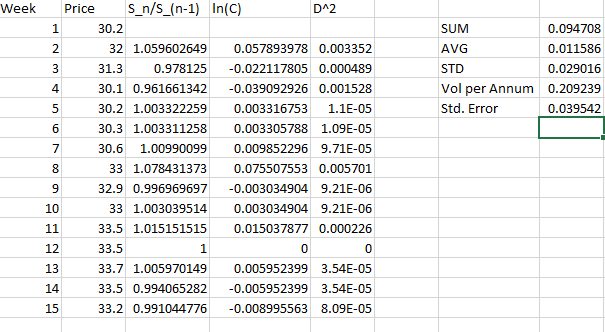 Week Price S_n/S_(n-1) ln(C) D^2
1 30.2 SUM 0.094708
2 32 1.059602649 0.057893978 0.003352 AVG 0.011586
3 31.3 0.978125 -0.022117805 0.000489 STD 0.029016
4 30.1 0.961661342 -0.039092926 0.001528 Vol per Annum 0.209239
5 30.2 1.003322259 0.003316753 1.1E-05 Std. Error 0.039542
6 30.3 1.003311258 0.003305788 1.09E-05
7 30.6 1.00990099 0.009852296 9.71E-05
8 33 1.078431373 0.075507553 0.005701
9 32.9 0.996969697 -0.003034904 9.21E-06
10 33 1.003039514 0.003034904 9.21E-06
11 33.5 1.015151515 0.015037877 0.000226
12 33.5 1 0 0
13 33.7 1.005970149 0.005952399 3.54E-05
14 33.5 0.994065282 -0.005952399 3.54E-05
15 33.2 0.991044776 -0.008995563 8.09E-05